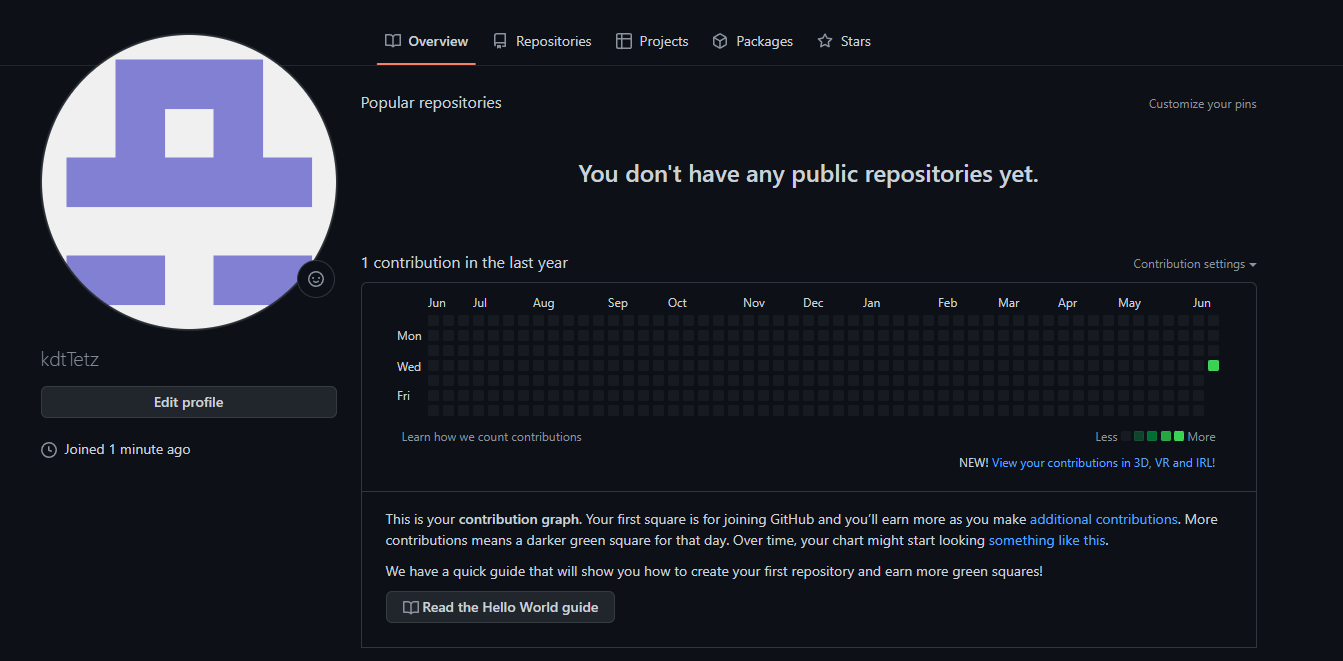 Overview Repositories Projects Packages Stars
Popular repositories Customize your pins
You don't have any public repositories yet.
1 contribution in the last year Contribution settings
Jun Jul Aug Sep Oct Nov Dec Jan Feb Mar Apr May Jun
Mon
Wed
Fri
Learn how we count contributions Less More
NEW! View your contributions in 3D, VR and IRL!
kdtTetz
Edit profile
Joined 1 minute ago
This is your contribution graph. Your first square is for joining GitHub and you’ll earn more as you make additional contributions. More
contributions means a darker green square for that day. Over time, your chart might start looking something like this.
We have a quick guide that will show you how to create your first repository and earn more green squares!
Read the Hello World guide